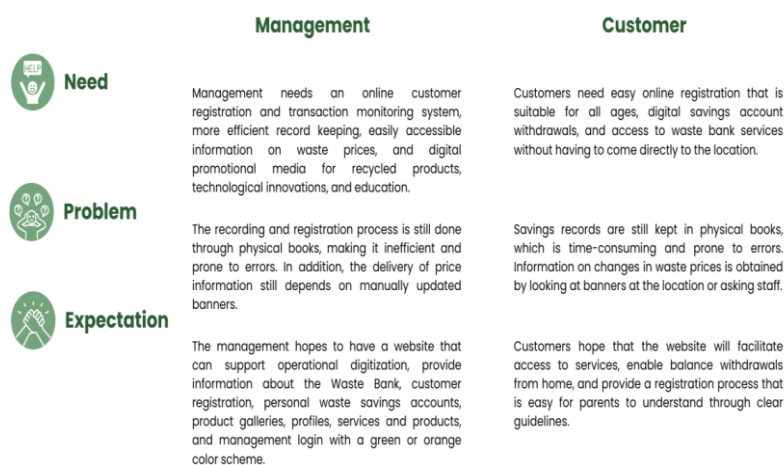 Management
Customer
HELP
Need
Management needs an online customer
registration and transaction monitoring system,
more efficient record keeping, easily accessible
information on waste prices, and digital
promotional media for recycled products,
technological innovations, and education.
Customers need easy online registration that is
suitable for all ages, digital savings account
withdrawals, and access to waste bank services
without having to come directly to the location.
Problem
The recording and registration process is still done
through physical books, making it inefficient and
prone to errors. In addition, the delivery of price
information still depends on manually updated
banners.
Savings records are still kept in physical books,
which is time-consuming and prone to errors.
Information on changes in waste prices is obtained
by looking at banners at the location or asking staff.
Expectation
The management hopes to have a website that
can support operational digitization, provide
information about the Waste Bank, customer
registration, personal waste savings accounts,
product galleries, profiles, services and products,
and management login with a green or orange
color scheme.
Customers hope that the website will facilitate
access to services, enable balance withdrawals
from home, and provide a registration process that
is easy for parents to understand through clear
guidelines.